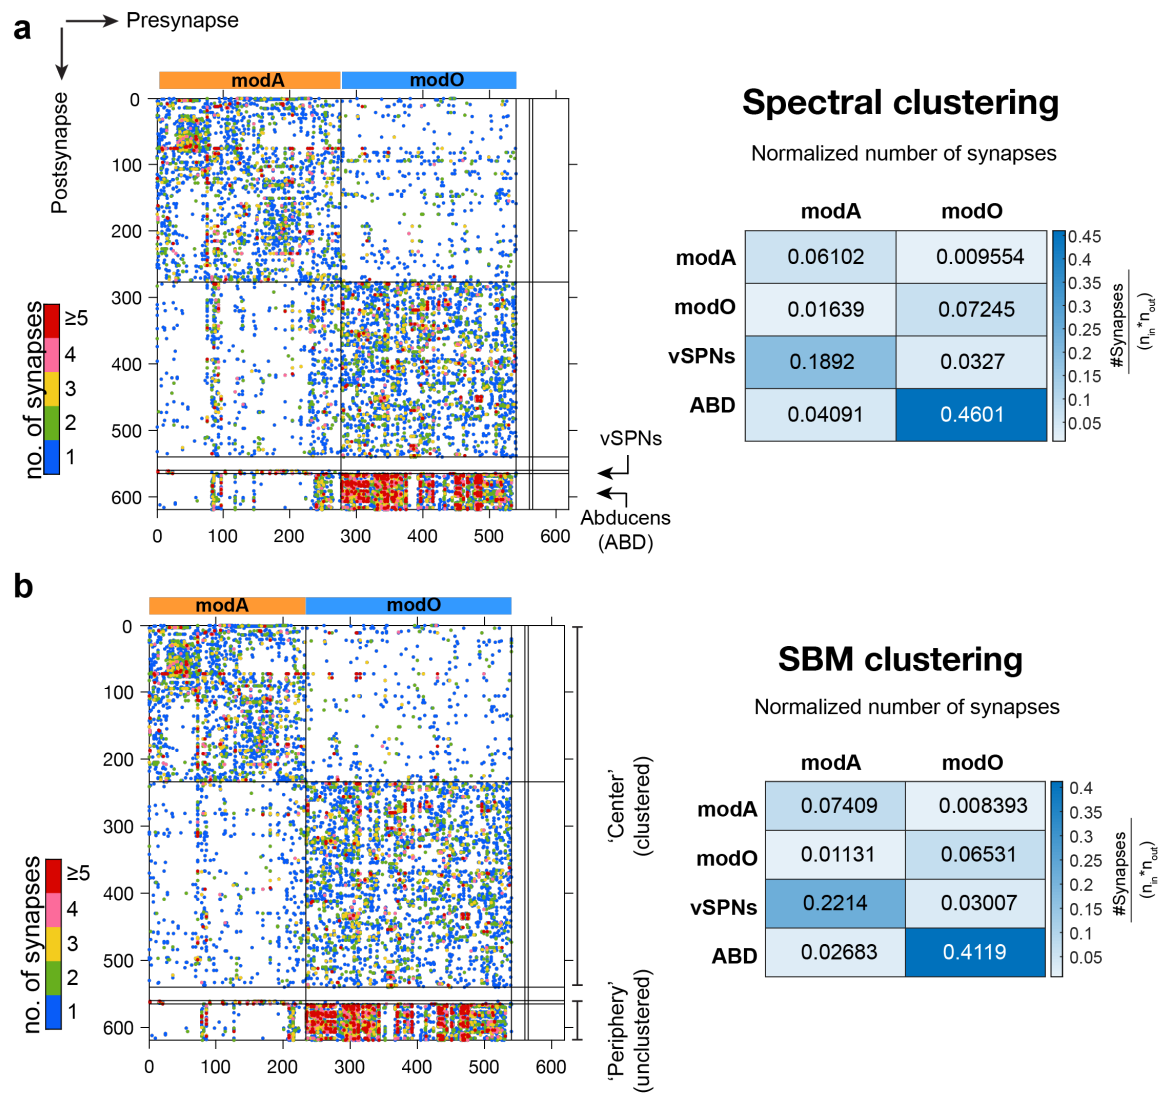 a
Presynapse
Postsynapse
modA
modO
0
100
200
300
400
500
600
0
100
200
300
400
500
600
no. of synapses
≥5
4
3
2
1
vSPNs
Abducens
(ABD)
Spectral clustering
Normalized number of synapses
modA
modO
modA
0.06102
0.009554
modO
0.01639
0.07245
vSPNs
0.1892
0.0327
ABD
0.04091
0.4601
0.45
0.4
0.35
0.3
0.25
0.2
0.15
0.1
0.05
#Synapses
(nin*nout)
b
modA
modO
0
100
200
300
400
500
600
0
100
200
300
400
500
600
no. of synapses
≥5
4
3
2
1
‘Center’
(clustered)
‘Periphery’
(unclustered)
SBM clustering
Normalized number of synapses
modA
modO
modA
0.07409
0.008393
modO
0.01131
0.06531
vSPNs
0.2214
0.03007
ABD
0.02683
0.4119
0.4
0.35
0.3
0.25
0.2
0.15
0.1
0.05
#Synapses
(nin*nout)